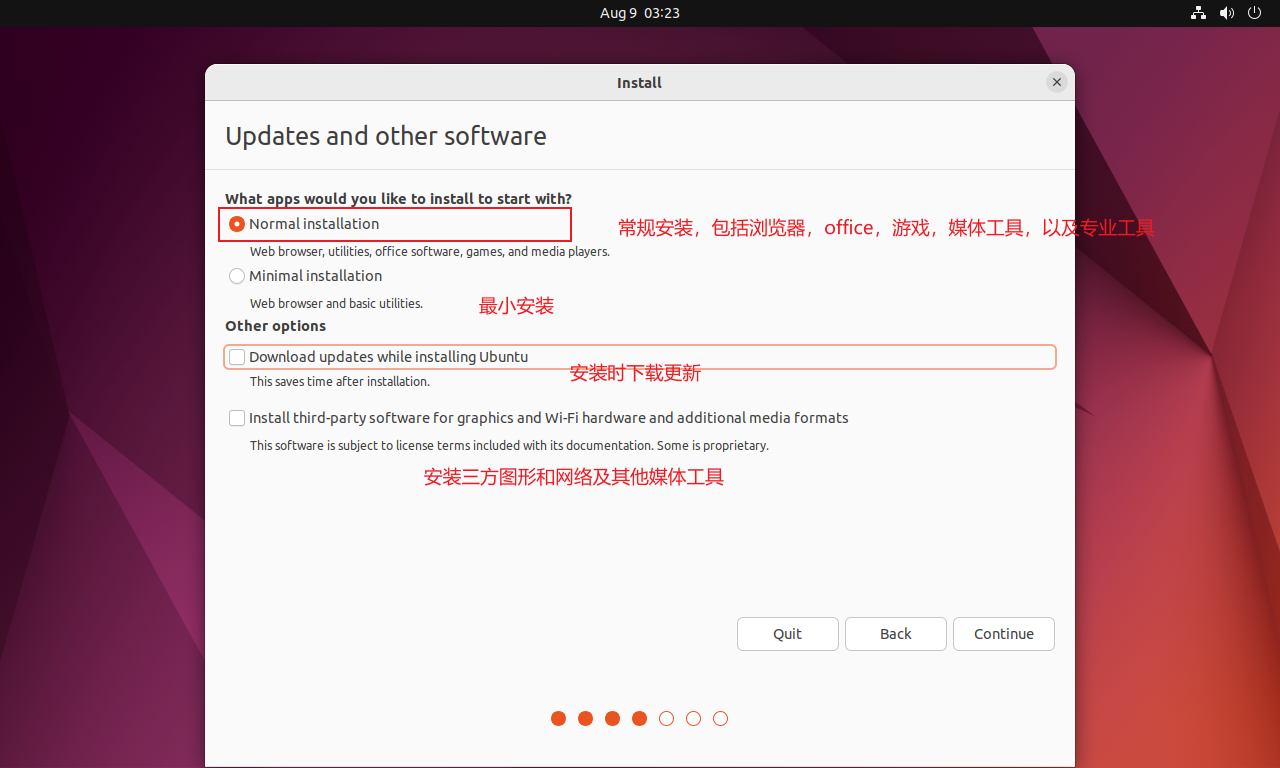 Aug 9 03:23
Install
Updates and other software
What apps would you like to install to start with?
Normal installation
常规安装，包括浏览器，office，游戏，媒体工具，以及专业工具
Web browser, utilities, office software, games, and media players.
Minimal installation
Web browser and basic utilities.
最小安装
Other options
Download updates while installing Ubuntu
安装时下载更新
This saves time after installation.
Install third-party software for graphics and Wi-Fi hardware and additional media formats
This software is subject to license terms included with its documentation. Some is proprietary.
安装三方图形和网络及其他媒体工具
Quit Back Continue